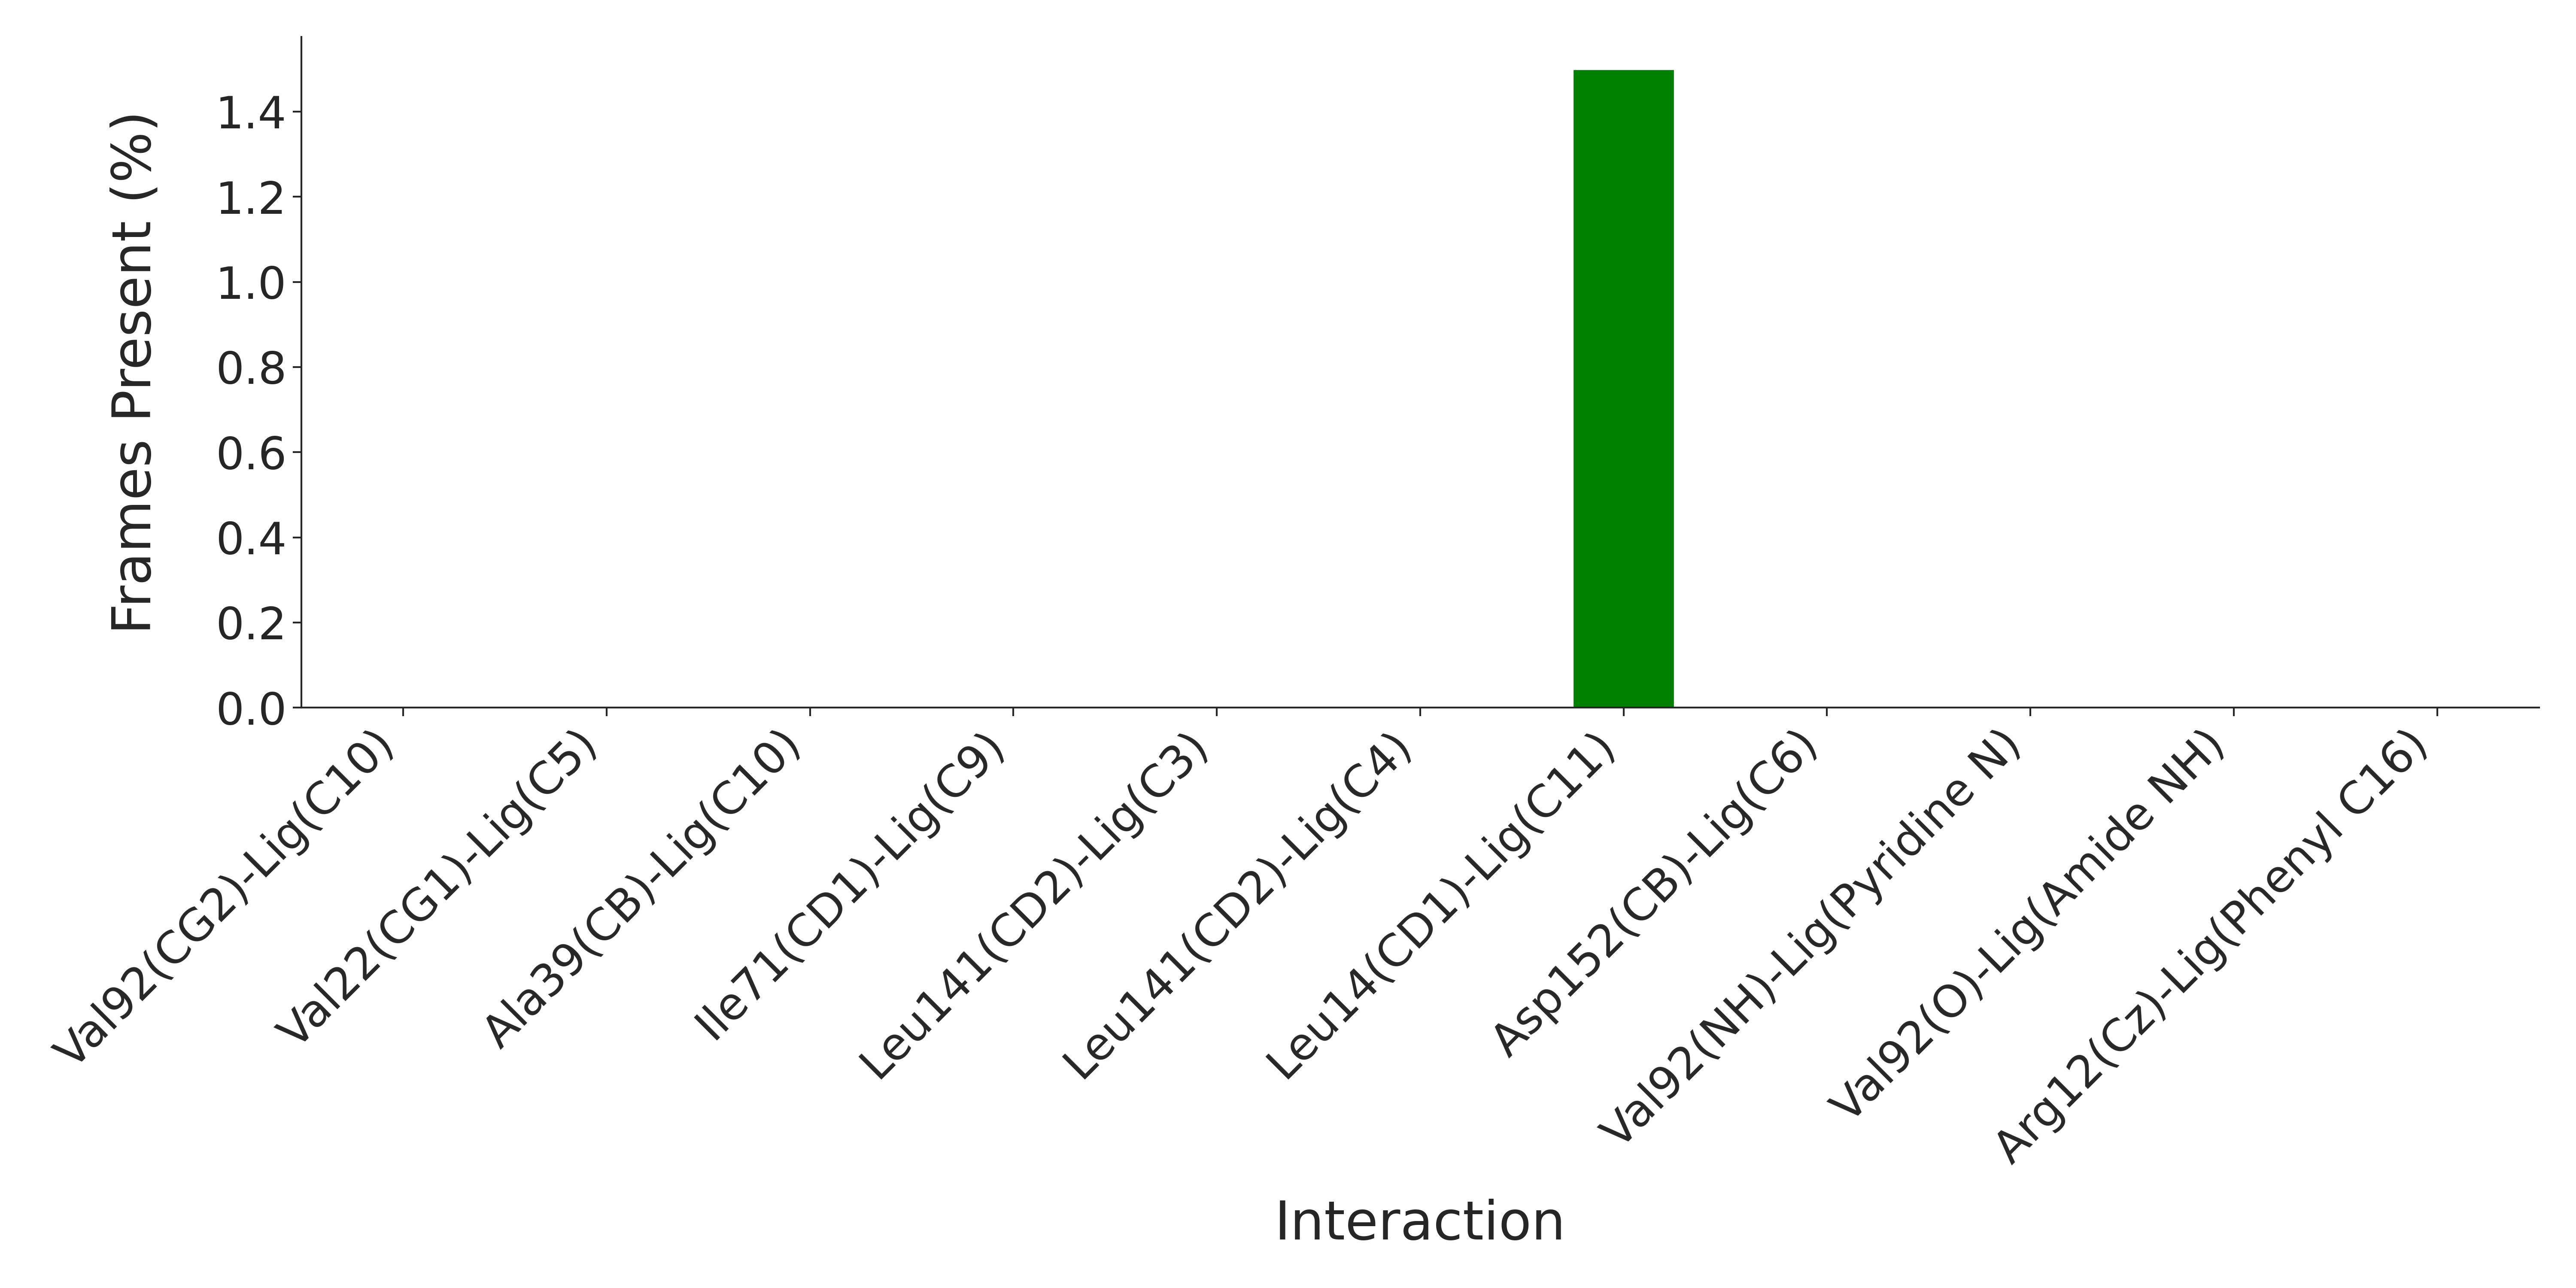 Frames Present (%)
1.4
1.2
1.0
0.8
0.6
0.4
0.2
0.0
Val92(CG2)-Lig(C10)
Val22(CG1)-Lig(C5)
Ala39(CB)-Lig(C10)
Ile71(CD1)-Lig(C9)
Leu141(CD2)-Lig(C3)
Leu141(CD2)-Lig(C4)
Leu14(CD1)-Lig(C11)
Asp152(CB)-Lig(C6)
Val92(NH)-Lig(Pyridine N)
Val92(O)-Lig(Amide NH)
Arg12(Cz)-Lig(Phenyl C16)
Interaction